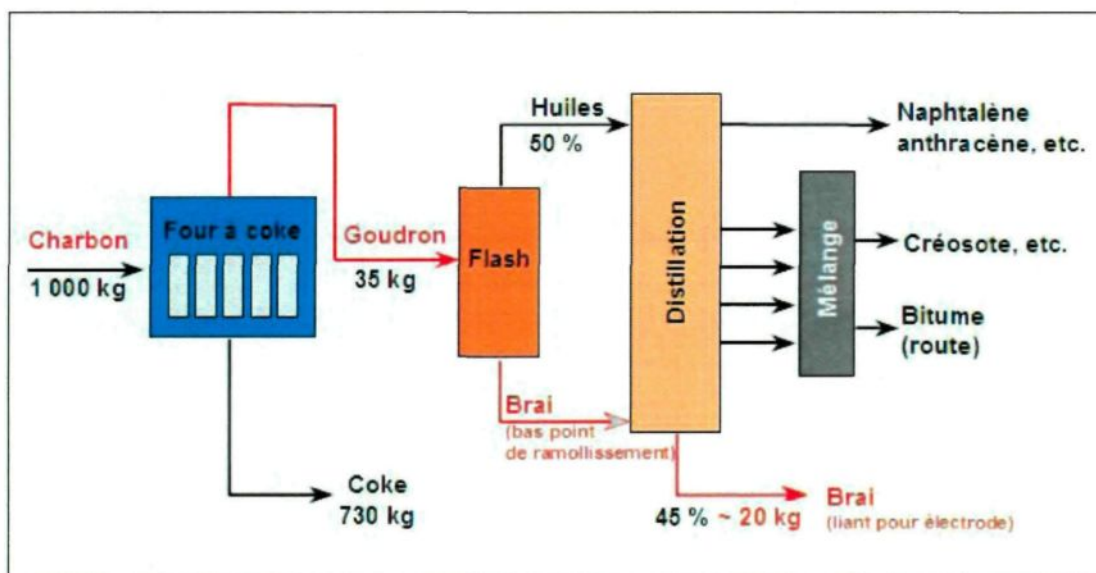 Charbon
1 000 kg
Four à coke
Goudron
35 kg
Coke
730 kg
Flash
Huiles
50 %
Brai
(bas point
de ramollissement)
Distillation
45 % ~ 20 kg
Brai
(liant pour électrode)
Naphtalène
anthracène, etc.
Mélange
Créosote, etc.
Bitume
(route)